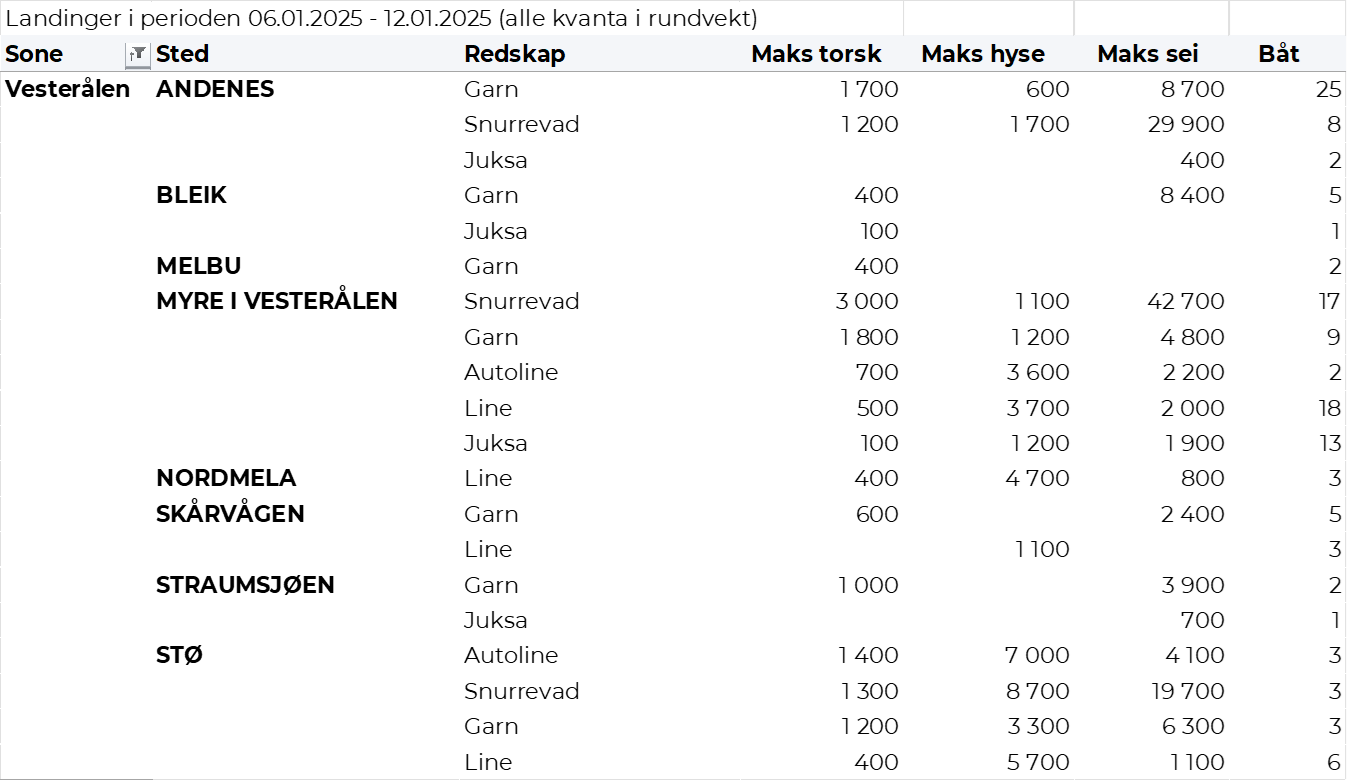 Landinger i perioden 06.01.2025 - 12.01.2025 (alle kvanta i rundvekt)
Sone Sted Redskap Maks torsk Maks hyse Maks sei Båt
Vesterålen ANDENES Garn 1 700 600 8 700 25
Snurrevad 1 200 1 700 29 900 8
Juksa 400 2
BLEIK Garn 400 8 400 5
Juksa 100 1
MELBU Garn 400 2
MYRE I VESTERÅLEN Snurrevad 3 000 1 100 42 700 17
Garn 1 800 1 200 4 800 9
Autoline 700 3 600 2 200 2
Line 500 3 700 2 000 18
Juksa 100 1 200 1 900 13
NORDMELA Line 400 4 700 800 3
SKÅRVÅGEN Garn 600 2 400 5
Line 1 100 3
STRAUMSJØEN Garn 1 000 3 900 2
Juksa 700 1
STØ Autoline 1 400 7 000 4 100 3
Snurrevad 1 300 8 700 19 700 3
Garn 1 200 3 300 6 300 3
Line 400 5 700 1 100 6